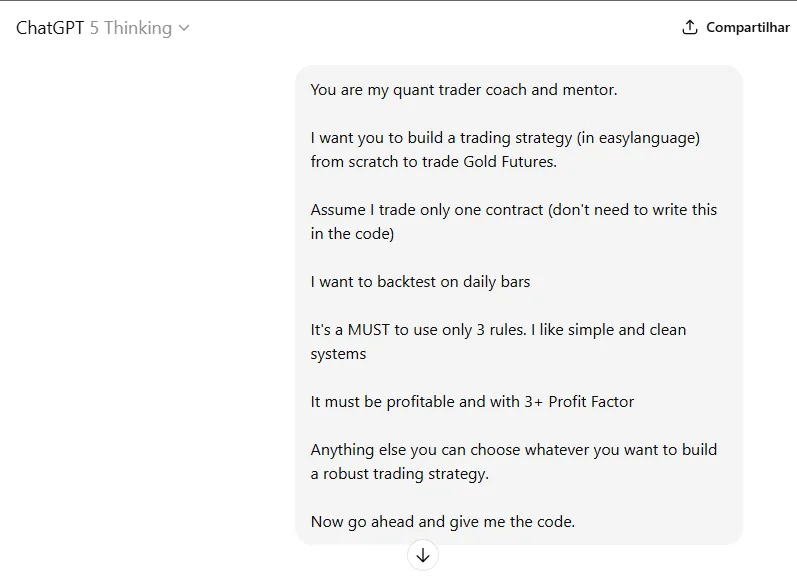 ChatGPT 5 Thinking
Compartilhar
You are my quant trader coach and mentor.
I want you to build a trading strategy (in easylanguage)
from scratch to trade Gold Futures.
Assume I trade only one contract (don't need to write this
in the code)
I want to backtest on daily bars
It's a MUST to use only 3 rules. I like simple and clean
systems
It must be profitable and with 3+ Profit Factor
Anything else you can choose whatever you want to build
a robust trading strategy.
Now go ahead and give me the code.